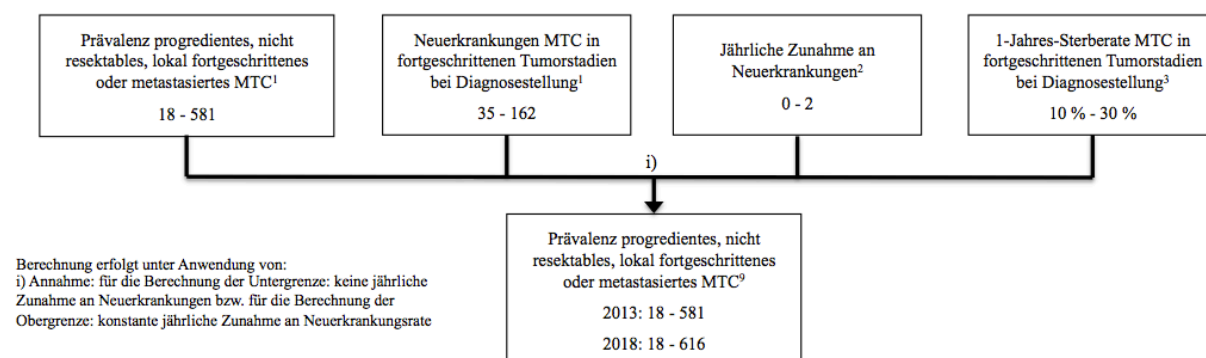 Prävalenz progredientes, nicht
resektables, lokal fortgeschrittenes
oder metastasiertes MTC¹
18 - 581
Neuerkrankungen MTC in
fortgeschrittenen Tumorstadien
bei Diagnosestellung¹
35 - 162
Jährliche Zunahme an
Neuerkrankungen²
0 - 2
1-Jahres-Sterberate MTC in
fortgeschrittenen Tumorstadien
bei Diagnosestellung³
10 % - 30 %
i)
Prävalenz progredientes, nicht
resektables, lokal fortgeschrittenes
oder metastasiertes MTC⁹
2013: 18 - 581
2018: 18 - 616
Berechnung erfolgt unter Anwendung von:
i) Annahme: für die Berechnung der Untergrenze: keine jährliche
Zunahme an Neuerkrankungen bzw. für die Berechnung der
Obergrenze: konstante jährliche Zunahme an Neuerkrankungsrate